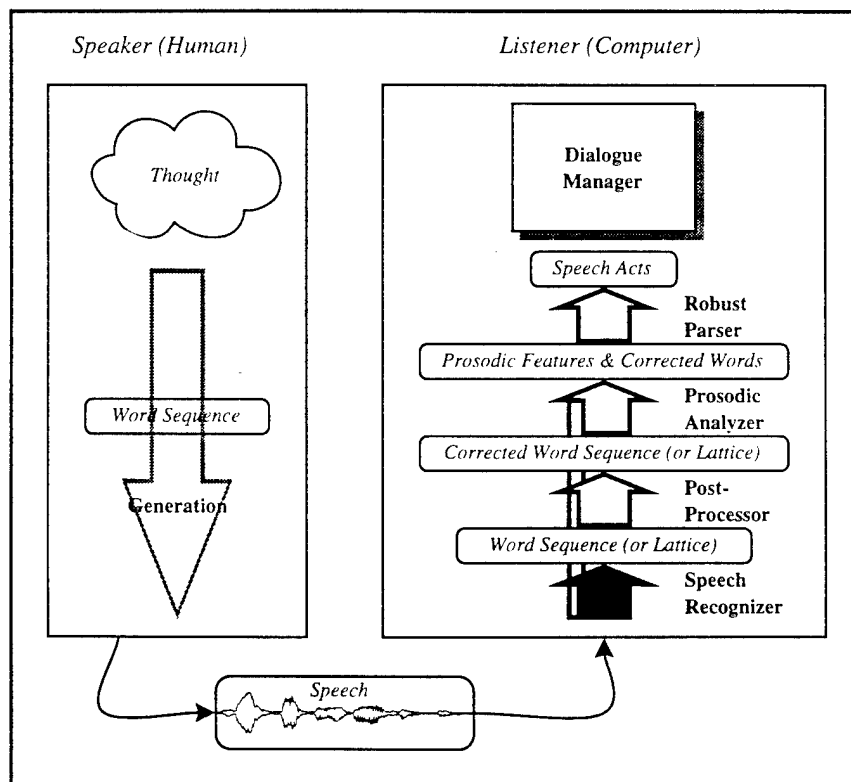 Speaker (Human)
Thought
Word Sequence
Generation
Speech
Listener (Computer)
Dialogue
Manager
Speech Acts
Robust
Parser
Prosodic Features & Corrected Words
Prosodic
Analyzer
Corrected Word Sequence (or Lattice)
Post-
Processor
Word Sequence (or Lattice)
Speech
Recognizer